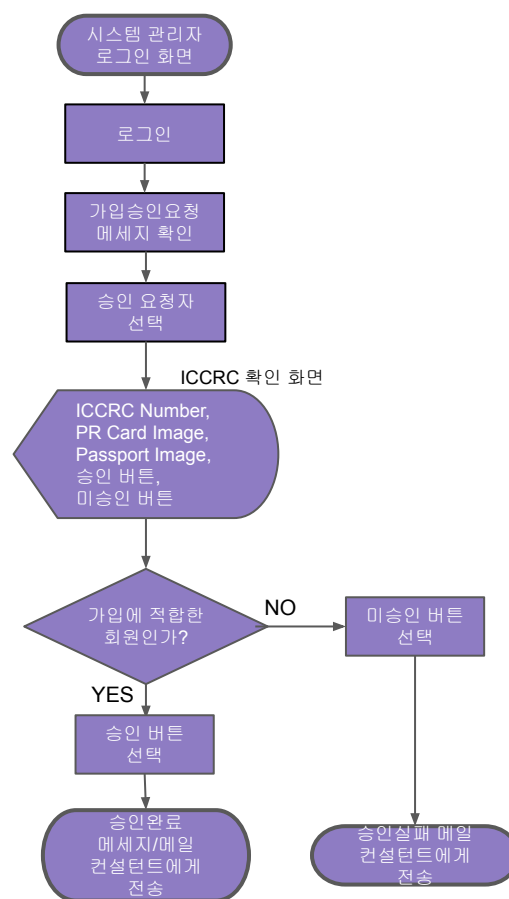 시스템 관리자
로그인 화면
로그인
가입승인요청
메세지 확인
승인 요청자
선택
ICCRC 확인 화면
ICCRC Number,
PR Card Image,
Passport Image,
승인 버튼,
미승인 버튼
가입에 적합한
회원인가?
NO
미승인 버튼
선택
YES
승인 버튼
선택
승인완료
메세지/메일
컨설턴트에게
전송
승인실패 메일
컨설턴트에게
전송